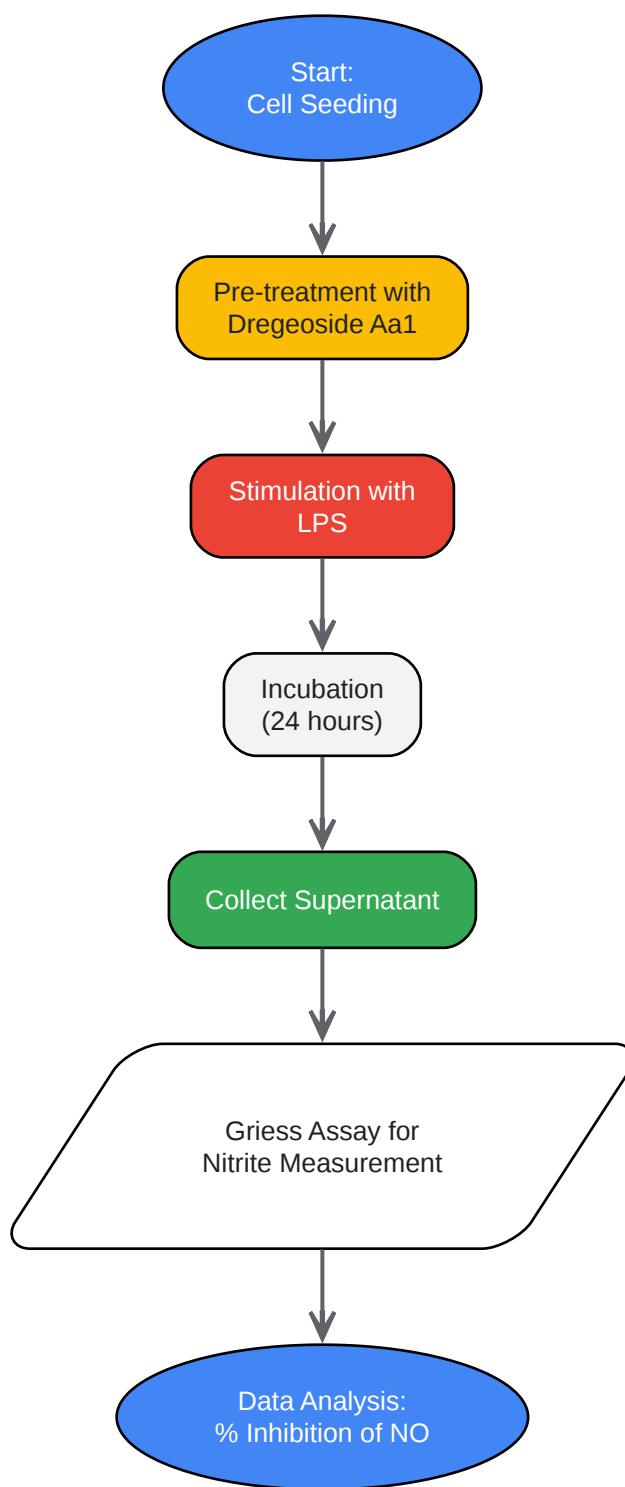 Start:
Cell Seeding
Pre-treatment with
Dregeoside Aa1
Stimulation with
LPS
Incubation
(24 hours)
Collect Supernatant
Griess Assay for
Nitrite Measurement
Data Analysis:
% Inhibition of NO